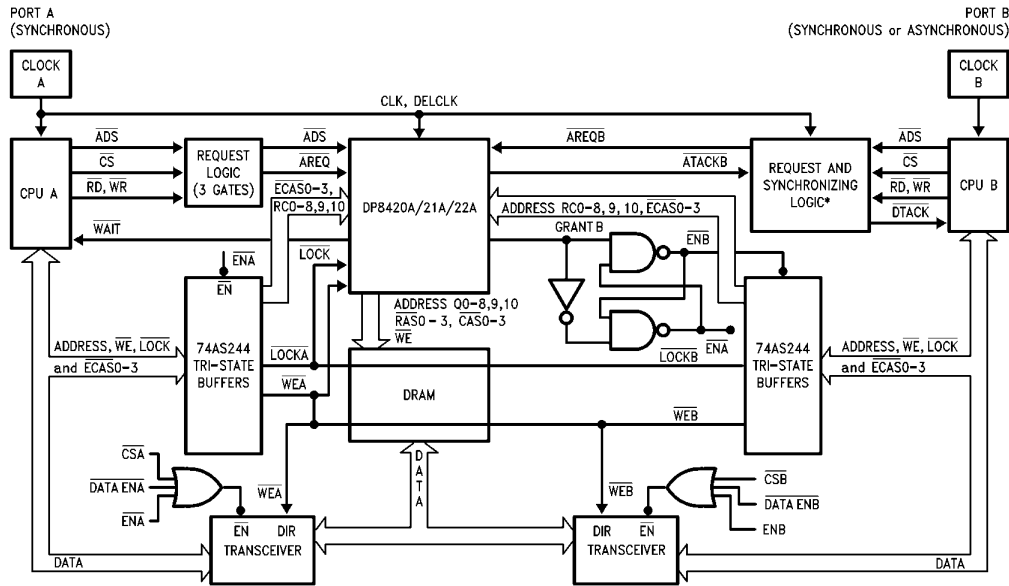 PORT A
(SYNCHRONOUS)
PORT B
(SYNCHRONOUS or ASYNCHRONOUS)
CLOCK
A
CLOCK
B
CLK, DELCLK
CPU A
ADS
CS
RD, WR
WAIT
REQUEST
LOGIC
(3 GATES)
ADS
AREQ
ECAS0-3,
RC0-8,9,10
DP8420A/21A/22A
AREQB
ATACKB
ADDRESS RC0-8, 9, 10, ECAS0-3
REQUEST AND
SYNCHRONIZING
LOGIC*
ADS
CS
RD, WR
DTACK
CPU B
GRANT B
ENB
ENA
EN
LOCK
ADDRESS Q0-8,9,10
RAS0-3, CAS0-3
WE
ENA
ADDRESS, WE, LOCK
and ECAS0-3
74AS244
TRI-STATE
BUFFERS
LOCKA
WEA
DRAM
LOCKB
WEB
74AS244
TRI-STATE
BUFFERS
ADDRESS, WE, LOCK
and ECAS0-3
CSA
DATA ENA
ENA
WEA
DATA
WEB
CSB
DATA ENB
ENB
EN DIR
TRANSCEIVER
DIR EN
TRANSCEIVER
DATA
DATA